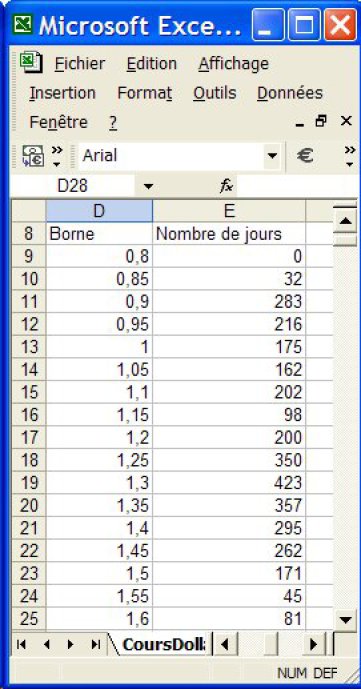 Microsoft Exce...
Fichier Edition Affichage
Insertion Format Outils Données
Fenêtre ?
Arial €
D28 fx
D E
8 Borne Nombre de jours
9 0,8 0
10 0,85 32
11 0,9 283
12 0,95 216
13 1 175
14 1,05 162
15 1,1 202
16 1,15 98
17 1,2 200
18 1,25 350
19 1,3 423
20 1,35 357
21 1,4 295
22 1,45 262
23 1,5 171
24 1,55 45
25 1,6 81
CoursDoll
NUM DEF